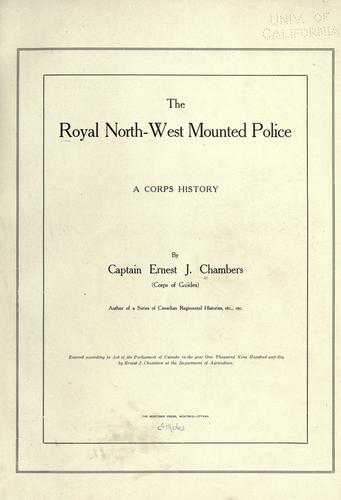 UNIV. OF
CALIFORNIA
The
Royal North-West Mounted Police
A CORPS HISTORY
By
Captain Ernest J. Chambers
(Corps of Guides)
Author of a Series of Canadian Regimental Histories, etc., etc.
Entered according to Act of the Parliament of Canada in the year One Thousand Nine Hundred and Six
by Ernest J. Chambers at the Department of Agriculture.
THE MORTIMER PRESS, MONTREAL-OTTAWA